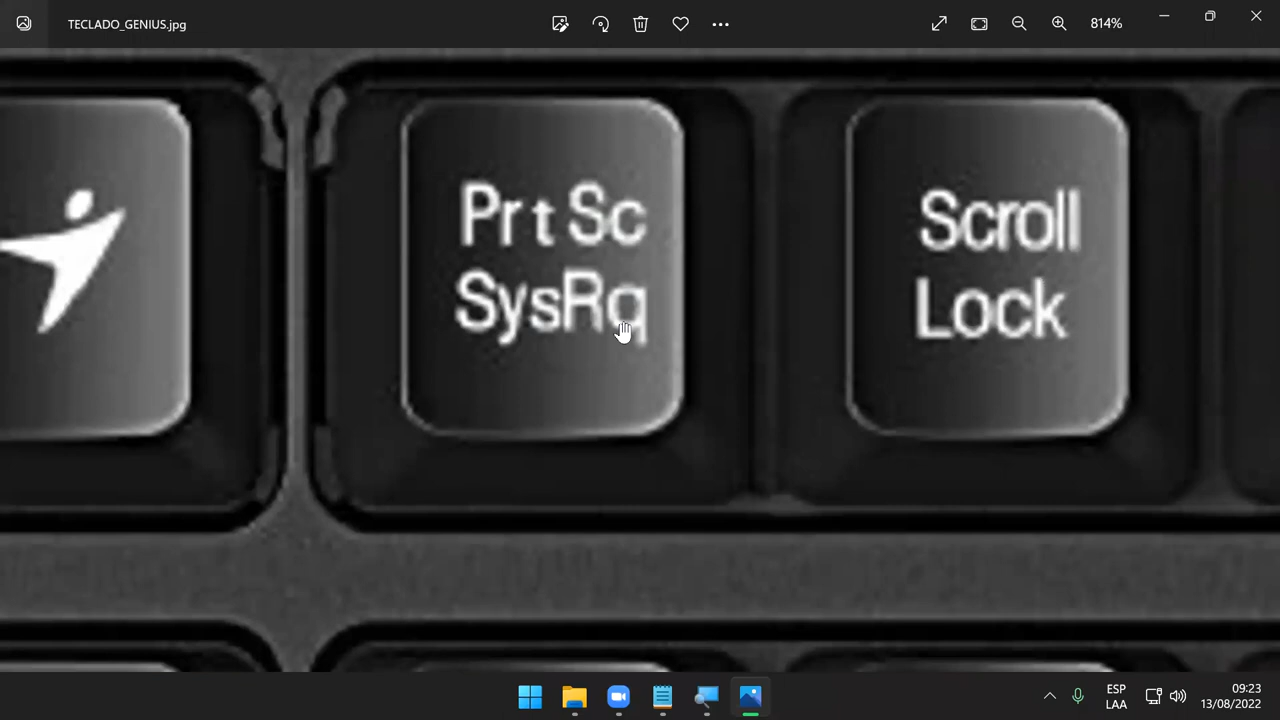 TECLADO_GENIUS.jpg
814%
Prt Sc
SysRq
Scroll
Lock
ESP
LAA
09:23
13/08/2022